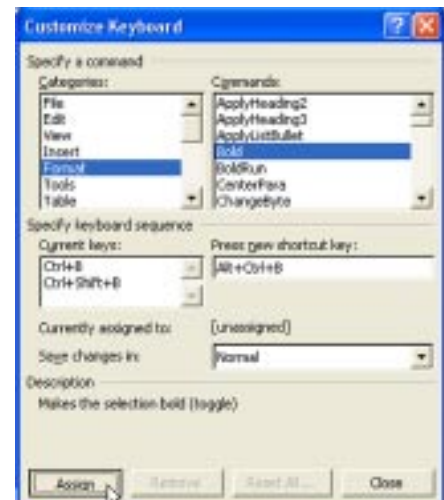 Customize Keyboard
Specify a command
Categories:
Commands:
File
Edit
View
Insert
Format
Tools
Table
ApplyHeading2
ApplyHeading3
ApplyListBullet
Bold
BoldRun
CenterPara
ChangeByte
Specify keyboard sequence
Current keys:
Press new shortcut key:
Ctrl+B
Ctrl+Shift+B
Alt+Ctrl+B
Currently assigned to:
[unassigned]
Save changes in:
Normal
Description
Makes the selection bold (toggle)
Assign
Remove
Reset All...
Close